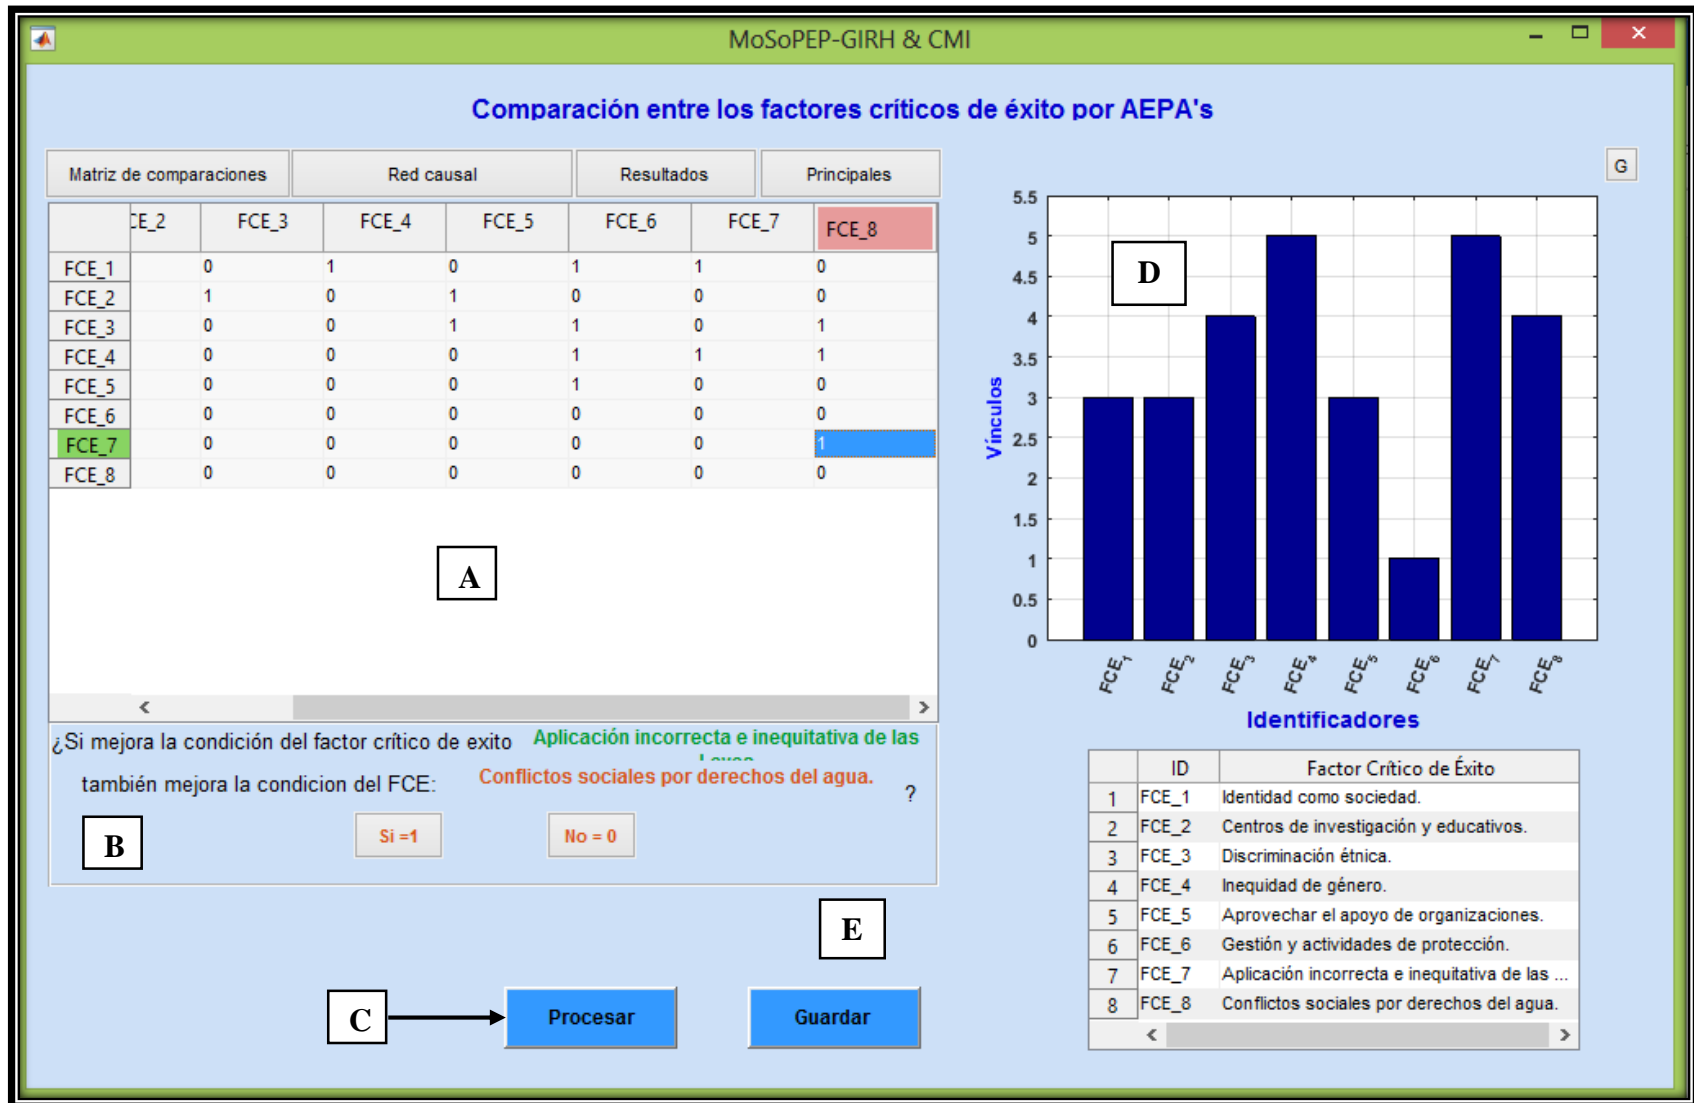 MoSoPEP-GIRH & CMI
Comparación entre los factores críticos de éxito por AEPA's
Matriz de comparaciones Red causal Resultados Principales
G
CE_2 FCE_3 FCE_4 FCE_5 FCE_6 FCE_7 FCE_8
FCE_1 0 1 0 1 1 0
FCE_2 1 0 1 0 0 0
FCE_3 0 0 1 1 0 1
FCE_4 0 0 0 1 1 1
FCE_5 0 0 0 1 0 0
FCE_6 0 0 0 0 0 0
FCE_7 0 0 0 0 0 1
FCE_8 0 0 0 0 0 0
A
¿Si mejora la condición del factor crítico de exito Aplicación incorrecta e inequitativa de las
también mejora la condicion del FCE: Conflictos sociales por derechos del agua. ?
B
Si =1 No = 0
E
C
Procesar Guardar
D
5.5
5
4.5
4
3.5
3
2.5
2
1.5
1
0.5
0
Vínculos
FCE_1 FCE_2 FCE_3 FCE_4 FCE_5 FCE_6 FCE_7 FCE_8
Identificadores
ID Factor Crítico de Éxito
1 FCE_1 Identidad como sociedad.
2 FCE_2 Centros de investigación y educativos.
3 FCE_3 Discriminación étnica.
4 FCE_4 Inequidad de género.
5 FCE_5 Aprovechar el apoyo de organizaciones.
6 FCE_6 Gestión y actividades de protección.
7 FCE_7 Aplicación incorrecta e inequitativa de las ...
8 FCE_8 Conflictos sociales por derechos del agua.